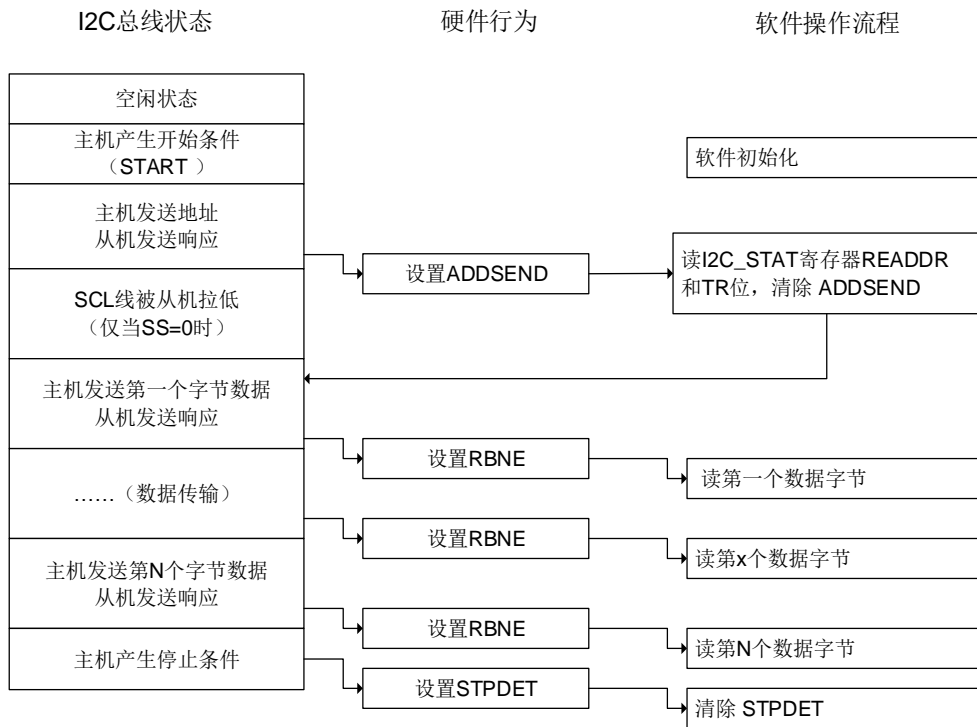 I2C总线状态
硬件行为
软件操作流程
空闲状态
主机产生开始条件
（START ）
软件初始化
主机发送地址
从机发送响应
设置ADDSEND
读I2C_STAT寄存器READDR
和TR位，清除 ADDSEND
SCL线被从机拉低
（仅当SS=0时）
主机发送第一个字节数据
从机发送响应
设置RBNE
读第一个数据字节
……（数据传输）
设置RBNE
读第x个数据字节
主机发送第N个字节数据
从机发送响应
设置RBNE
读第N个数据字节
主机产生停止条件
设置STPDET
清除 STPDET